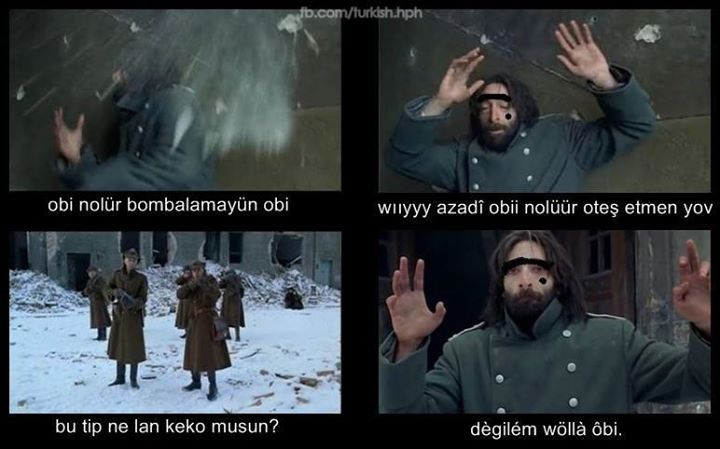 fb.com/turkish.hph
obi nolür bombalamayün obi
wııyyy azadî obii nolüür oteş etmen yov
bu tip ne lan keko musun?
dègilém wöllà ôbi.